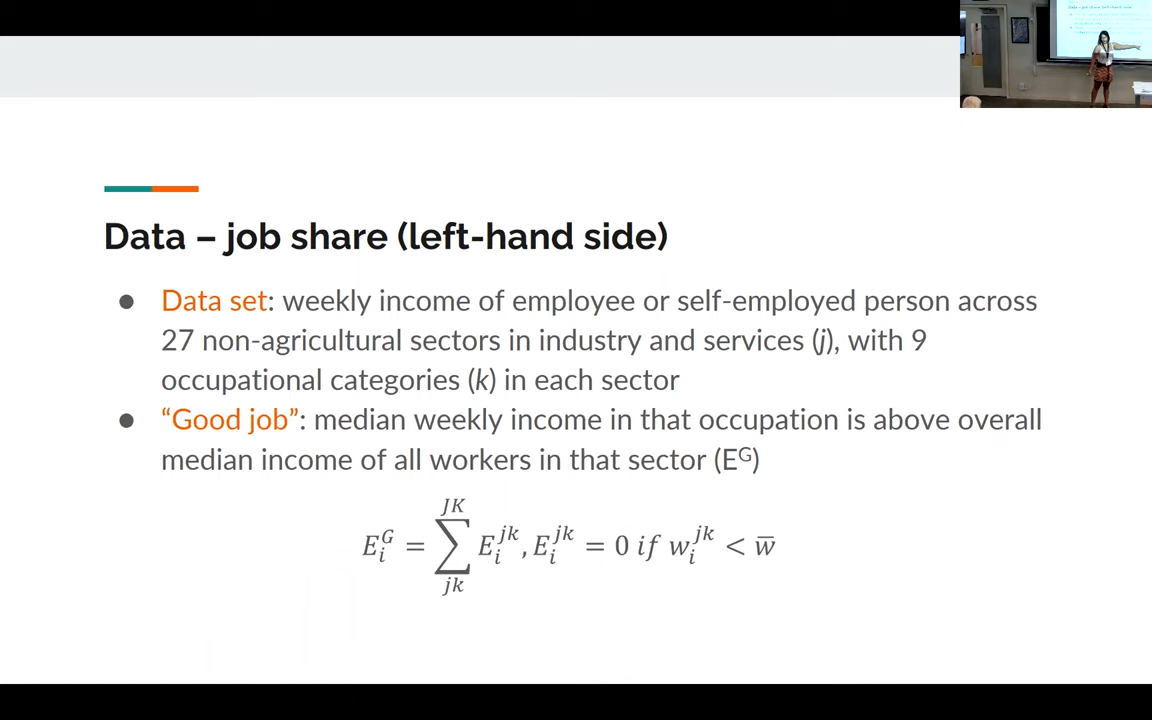 Data – job share (left-hand side)
● Data set: weekly income of employee or self-employed person across
27 non-agricultural sectors in industry and services (j), with 9
occupational categories (k) in each sector
● “Good job”: median weekly income in that occupation is above overall
median income of all workers in that sector (E^G)
E_i^G = ∑_{jk}^{JK} E_i^{jk}, E_i^{jk} = 0 if w_i^{jk} < w̅